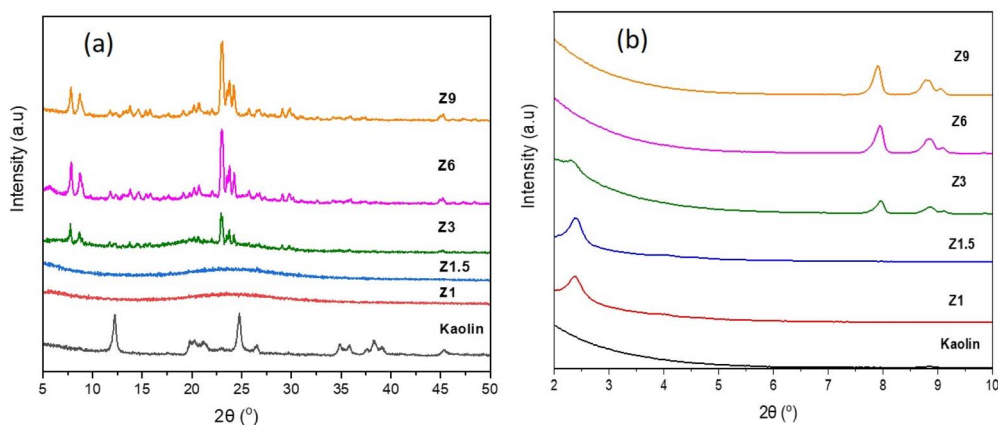 (a)
Z9
Z6
Z3
Z1.5
Z1
Kaolin
Intensity (a.u)
5 10 15 20 25 30 35 40 45 50
2θ (°)
(b)
Z9
Z6
Z3
Z1.5
Z1
Kaolin
Intensity (a.u)
2 3 4 5 6 7 8 9 10
2θ (°)